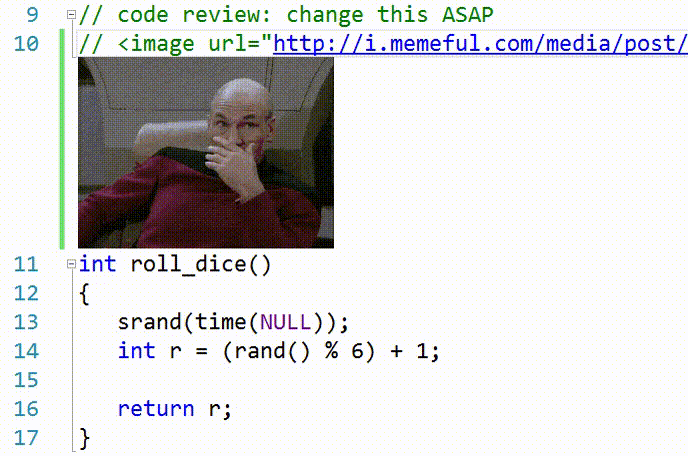 9 // code review: change this ASAP
10 // <image url="http://i.memeful.com/media/post/
11 int roll_dice()
12 {
13 srand(time(NULL));
14 int r = (rand() % 6) + 1;
15
16 return r;
17 }